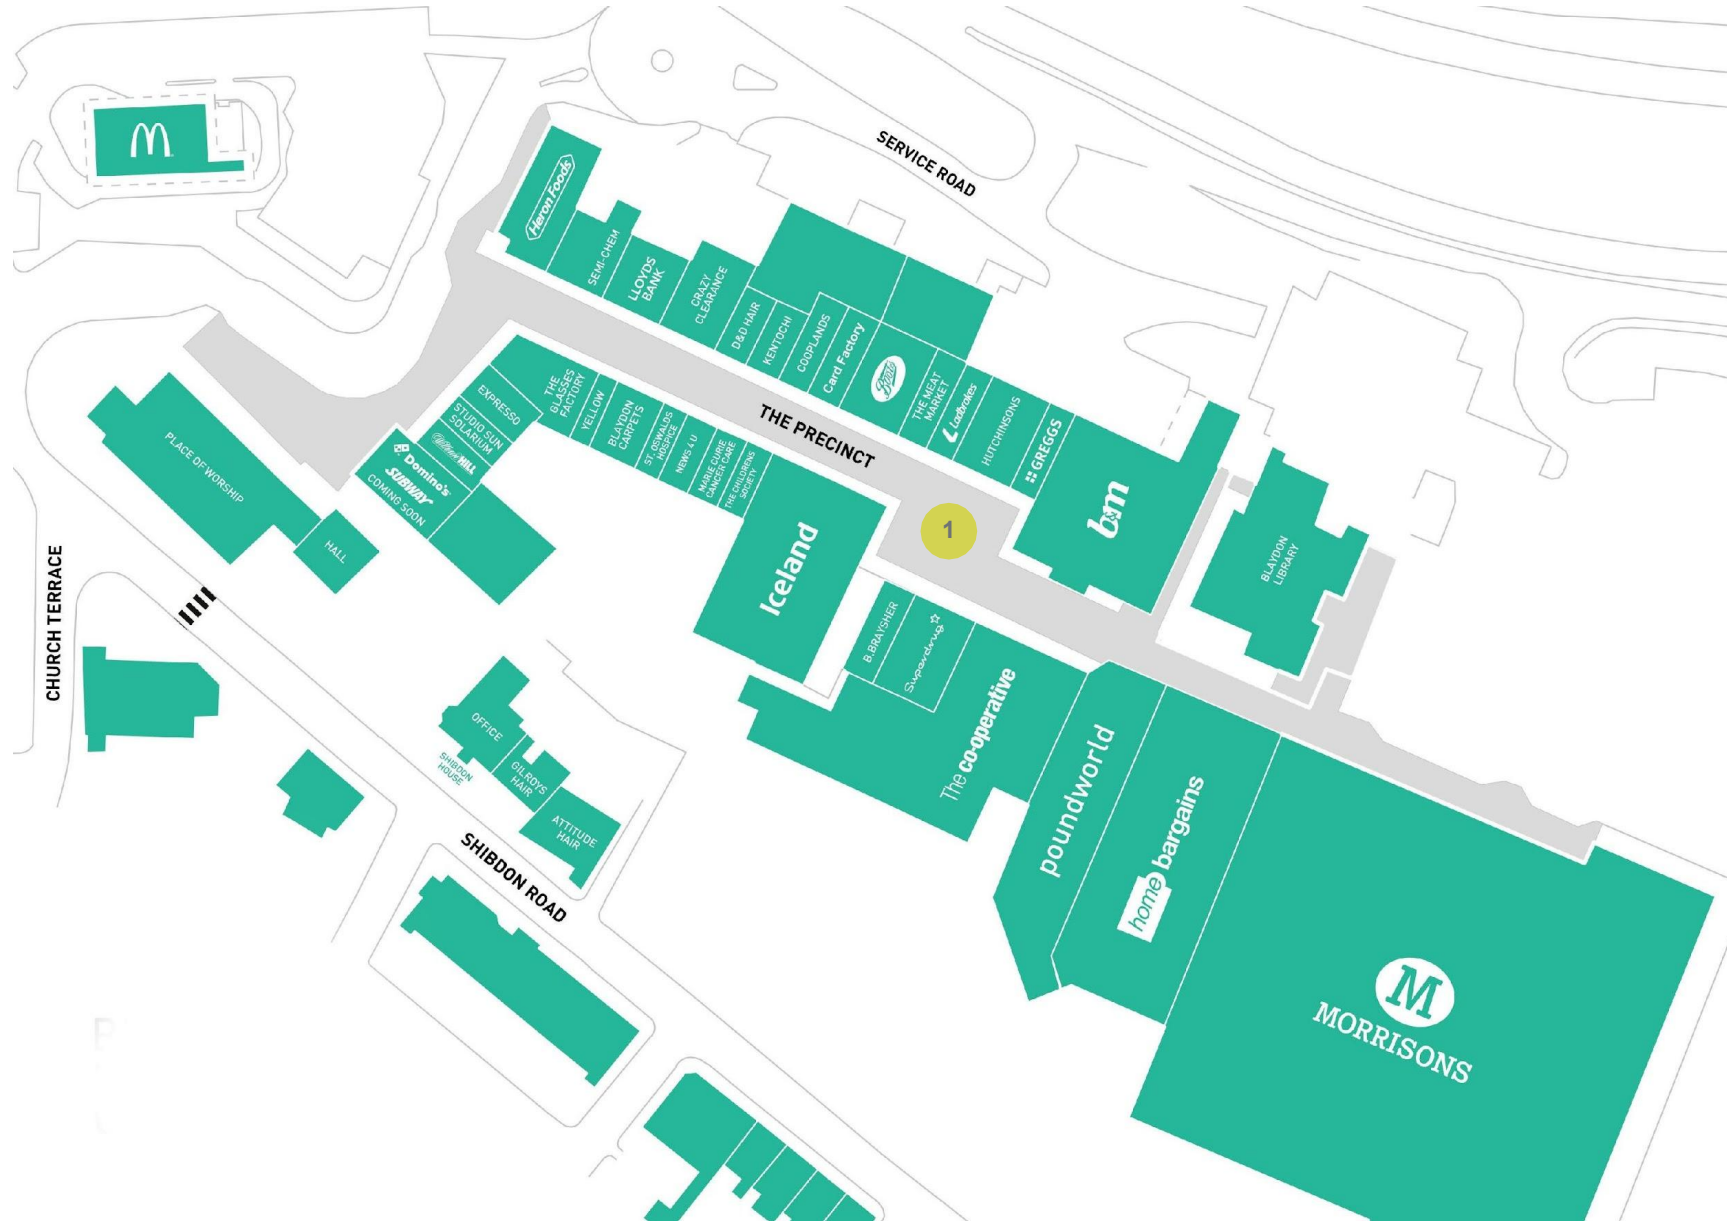 SERVICE ROAD
Heron Foods
SEMI-CHEM
LLOYDS
BANK
CRAZY
CLEARANCE
D&D HAIR
KENTOCHI
COOPLANDS
Card Factory
Boots
THE MEAT
MARKET
Ladbrokes
HUTCHINSONS
GREGGS
b&m
BLAYDON
LIBRARY
THE PRECINCT
1
THE
GLASSES
FACTORY
YELLOW
BLAYDON
CARPETS
ST. OSWALDS
HOSPICE
NEWS 4 U
MARIE CURIE
CANCER CARE
THE CHILDRENS
SOCIETY
EXPRESSO
STUDIO SUN
SOLARIUM
William HILL
Domino's
SUBWAY
COMING SOON
PLACE OF WORSHIP
HALL
Iceland
B.BRAYSHER
Superdrug
The co-operative
poundworld
home bargains
M
MORRISONS
CHURCH TERRACE
OFFICE
SHIBDON
HOUSE
GILROYS
HAIR
ATTITUDE
HAIR
SHIBDON ROAD